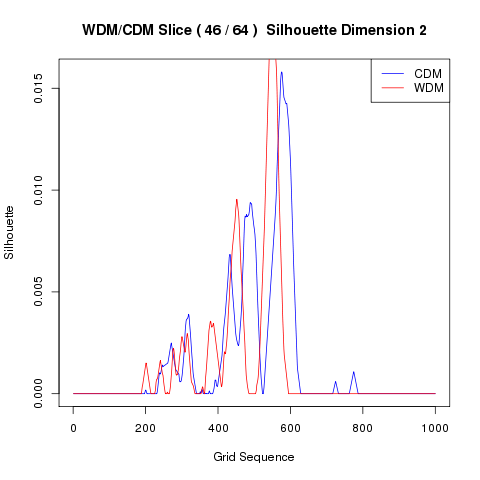 WDM/CDM Slice ( 46 / 64 ) Silhouette Dimension 2
CDM
WDM
Silhouette
0.015
0.010
0.005
0.000
0 200 400 600 800 1000
Grid Sequence